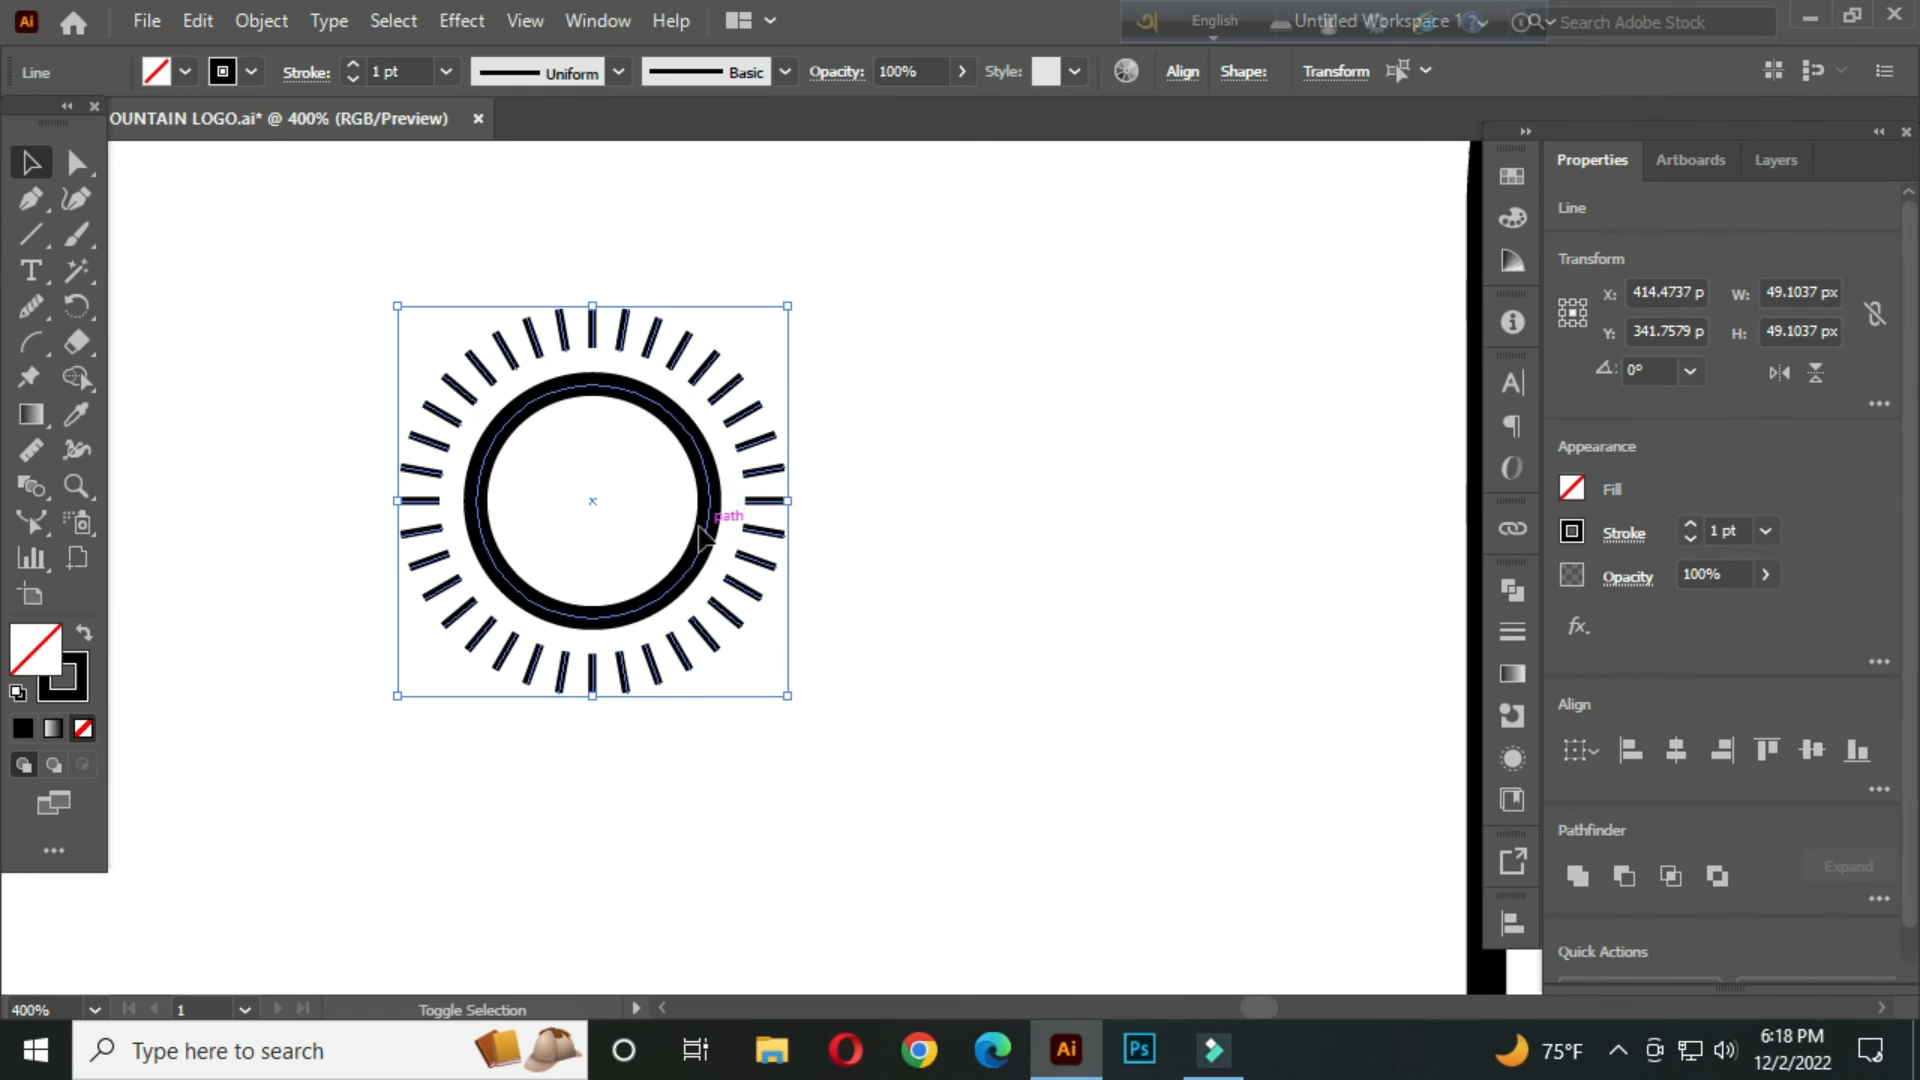 Ai File Edit Object Type Select Effect View Window Help English Untitled Workspace 1 Search Adobe Stock
Line Stroke: 1 pt Uniform Basic Opacity: 100% Style: Align Shape: Transform
OUNTAIN LOGO.ai* @ 400% (RGB/Preview) ×
Properties Artboards Layers
Line
Transform
X: 414.4737 p W: 49.1037 px
Y: 341.7579 p H: 49.1037 px
0°
Appearance
Fill
Stroke 1 pt
Opacity 100%
fx.
path
Align
Pathfinder
Expand
Quick Actions
400% 1 Toggle Selection
Type here to search Ai Ps 75°F 6:18 PM
12/2/2022